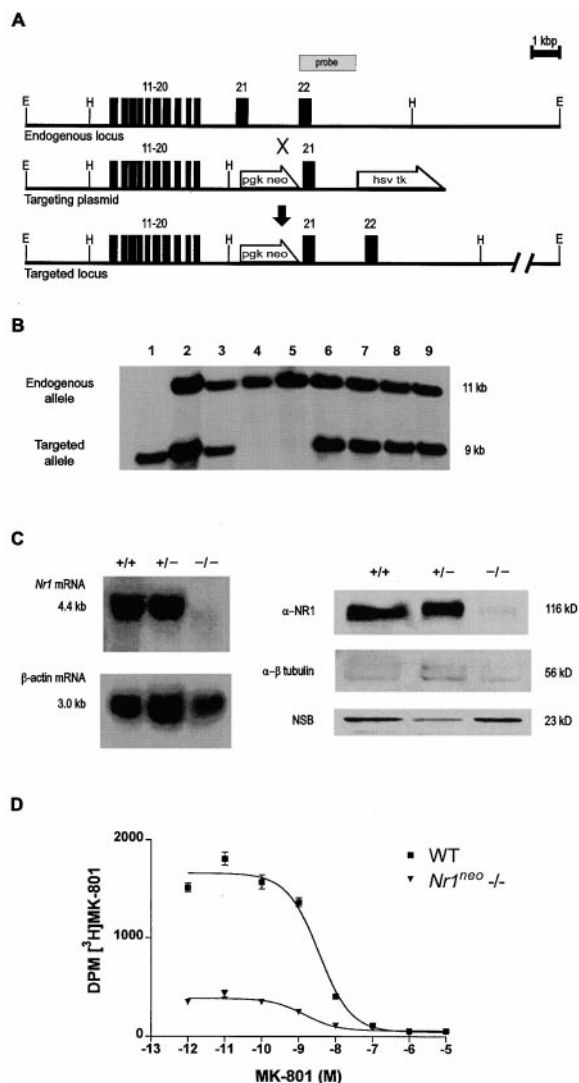 A
1 kbp
probe
11-20 21 22
E H H E
Endogenous locus
11-20 21
E H H pgk neo hsv tk
Targeting plasmid
11-20 21 22
E H H pgk neo H E
Targeted locus
B
1 2 3 4 5 6 7 8 9
Endogenous allele 11 kb
Targeted allele 9 kb
C
+/+ +/− −/−
Nr1 mRNA
4.4 kb
β-actin mRNA
3.0 kb
+/+ +/− −/−
α-NR1 116 kD
α-β tubulin 56 kD
NSB 23 kD
D
2000
1000
0
DPM [³H]MK-801
WT
Nr1ⁿᵉᵒ -/-
-13 -12 -11 -10 -9 -8 -7 -6 -5
MK-801 (M)